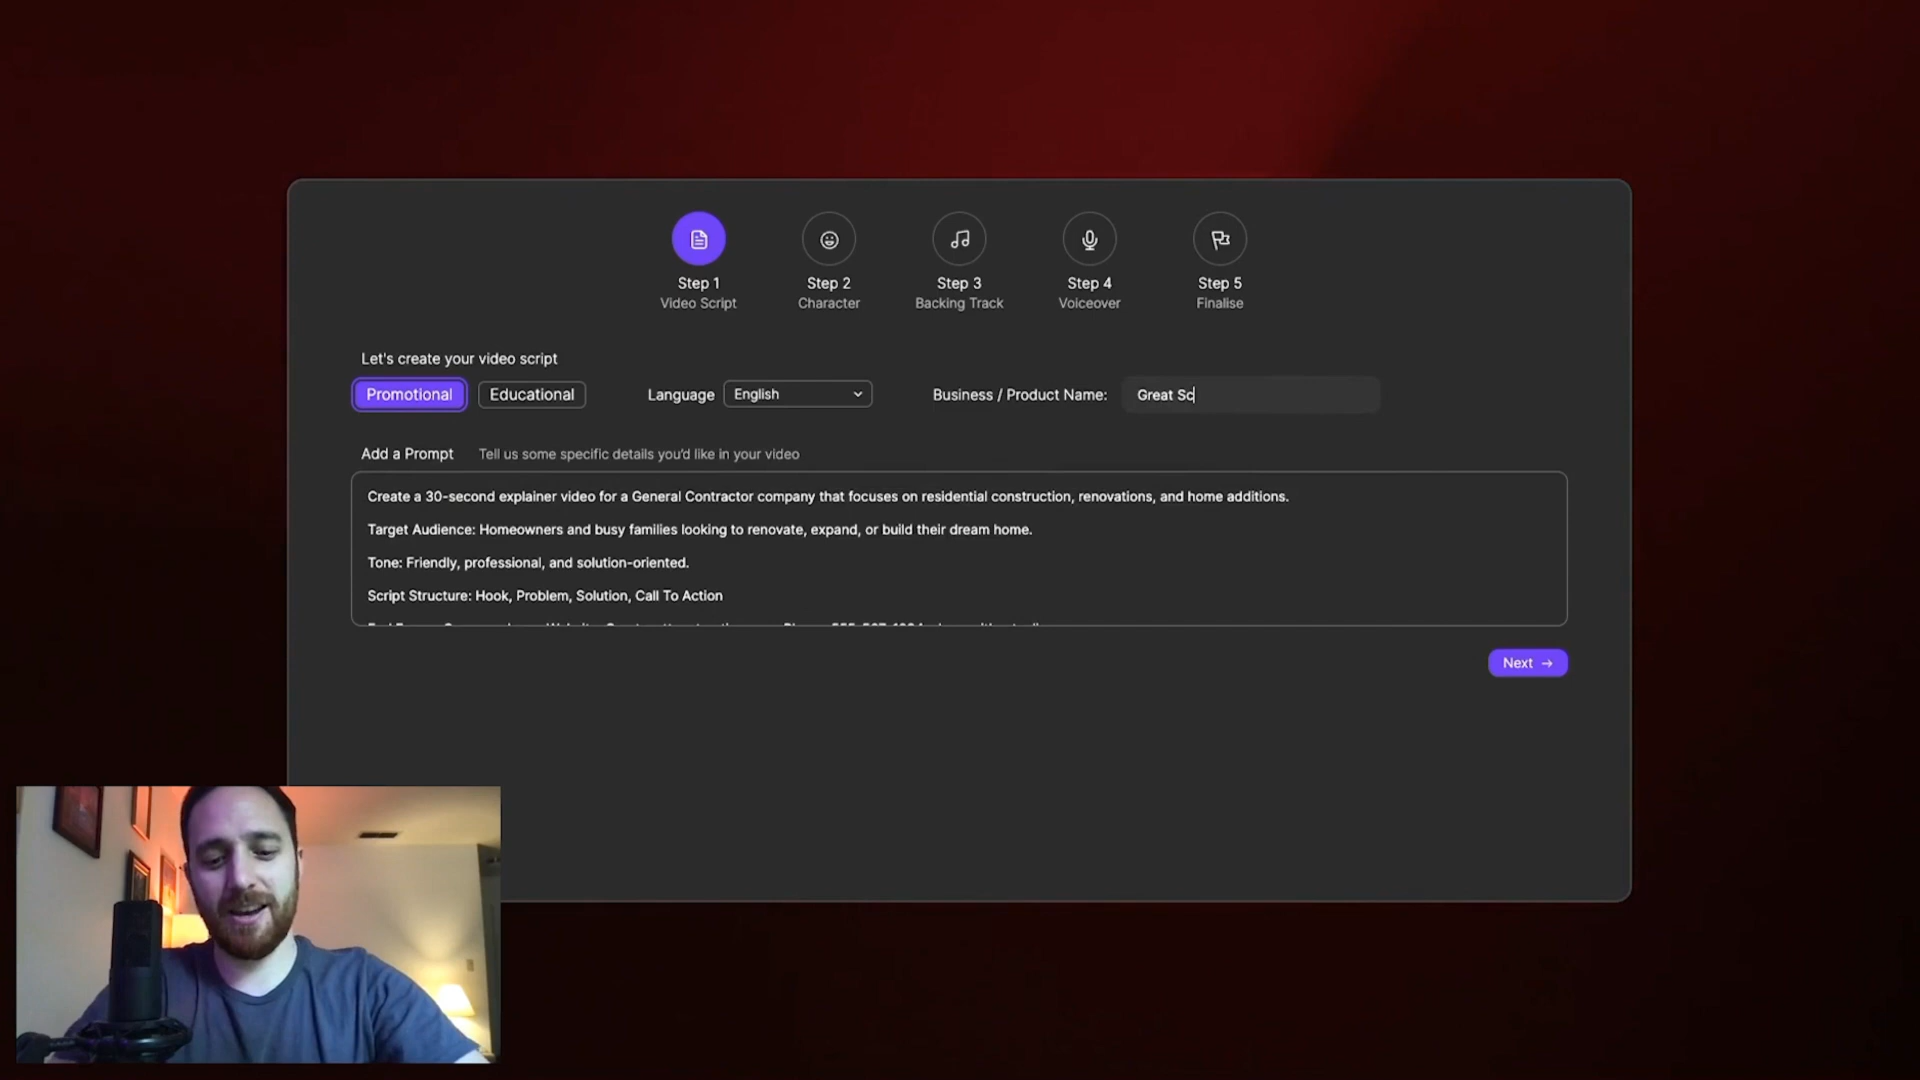 Step 1
Video Script
Step 2
Character
Step 3
Backing Track
Step 4
Voiceover
Step 5
Finalise
Let's create your video script
Promotional
Educational
Language
English
Business / Product Name:
Great Sc
Add a Prompt
Tell us some specific details you'd like in your video
Create a 30-second explainer video for a General Contractor company that focuses on residential construction, renovations, and home additions.
Target Audience: Homeowners and busy families looking to renovate, expand, or build their dream home.
Tone: Friendly, professional, and solution-oriented.
Script Structure: Hook, Problem, Solution, Call To Action
Next →